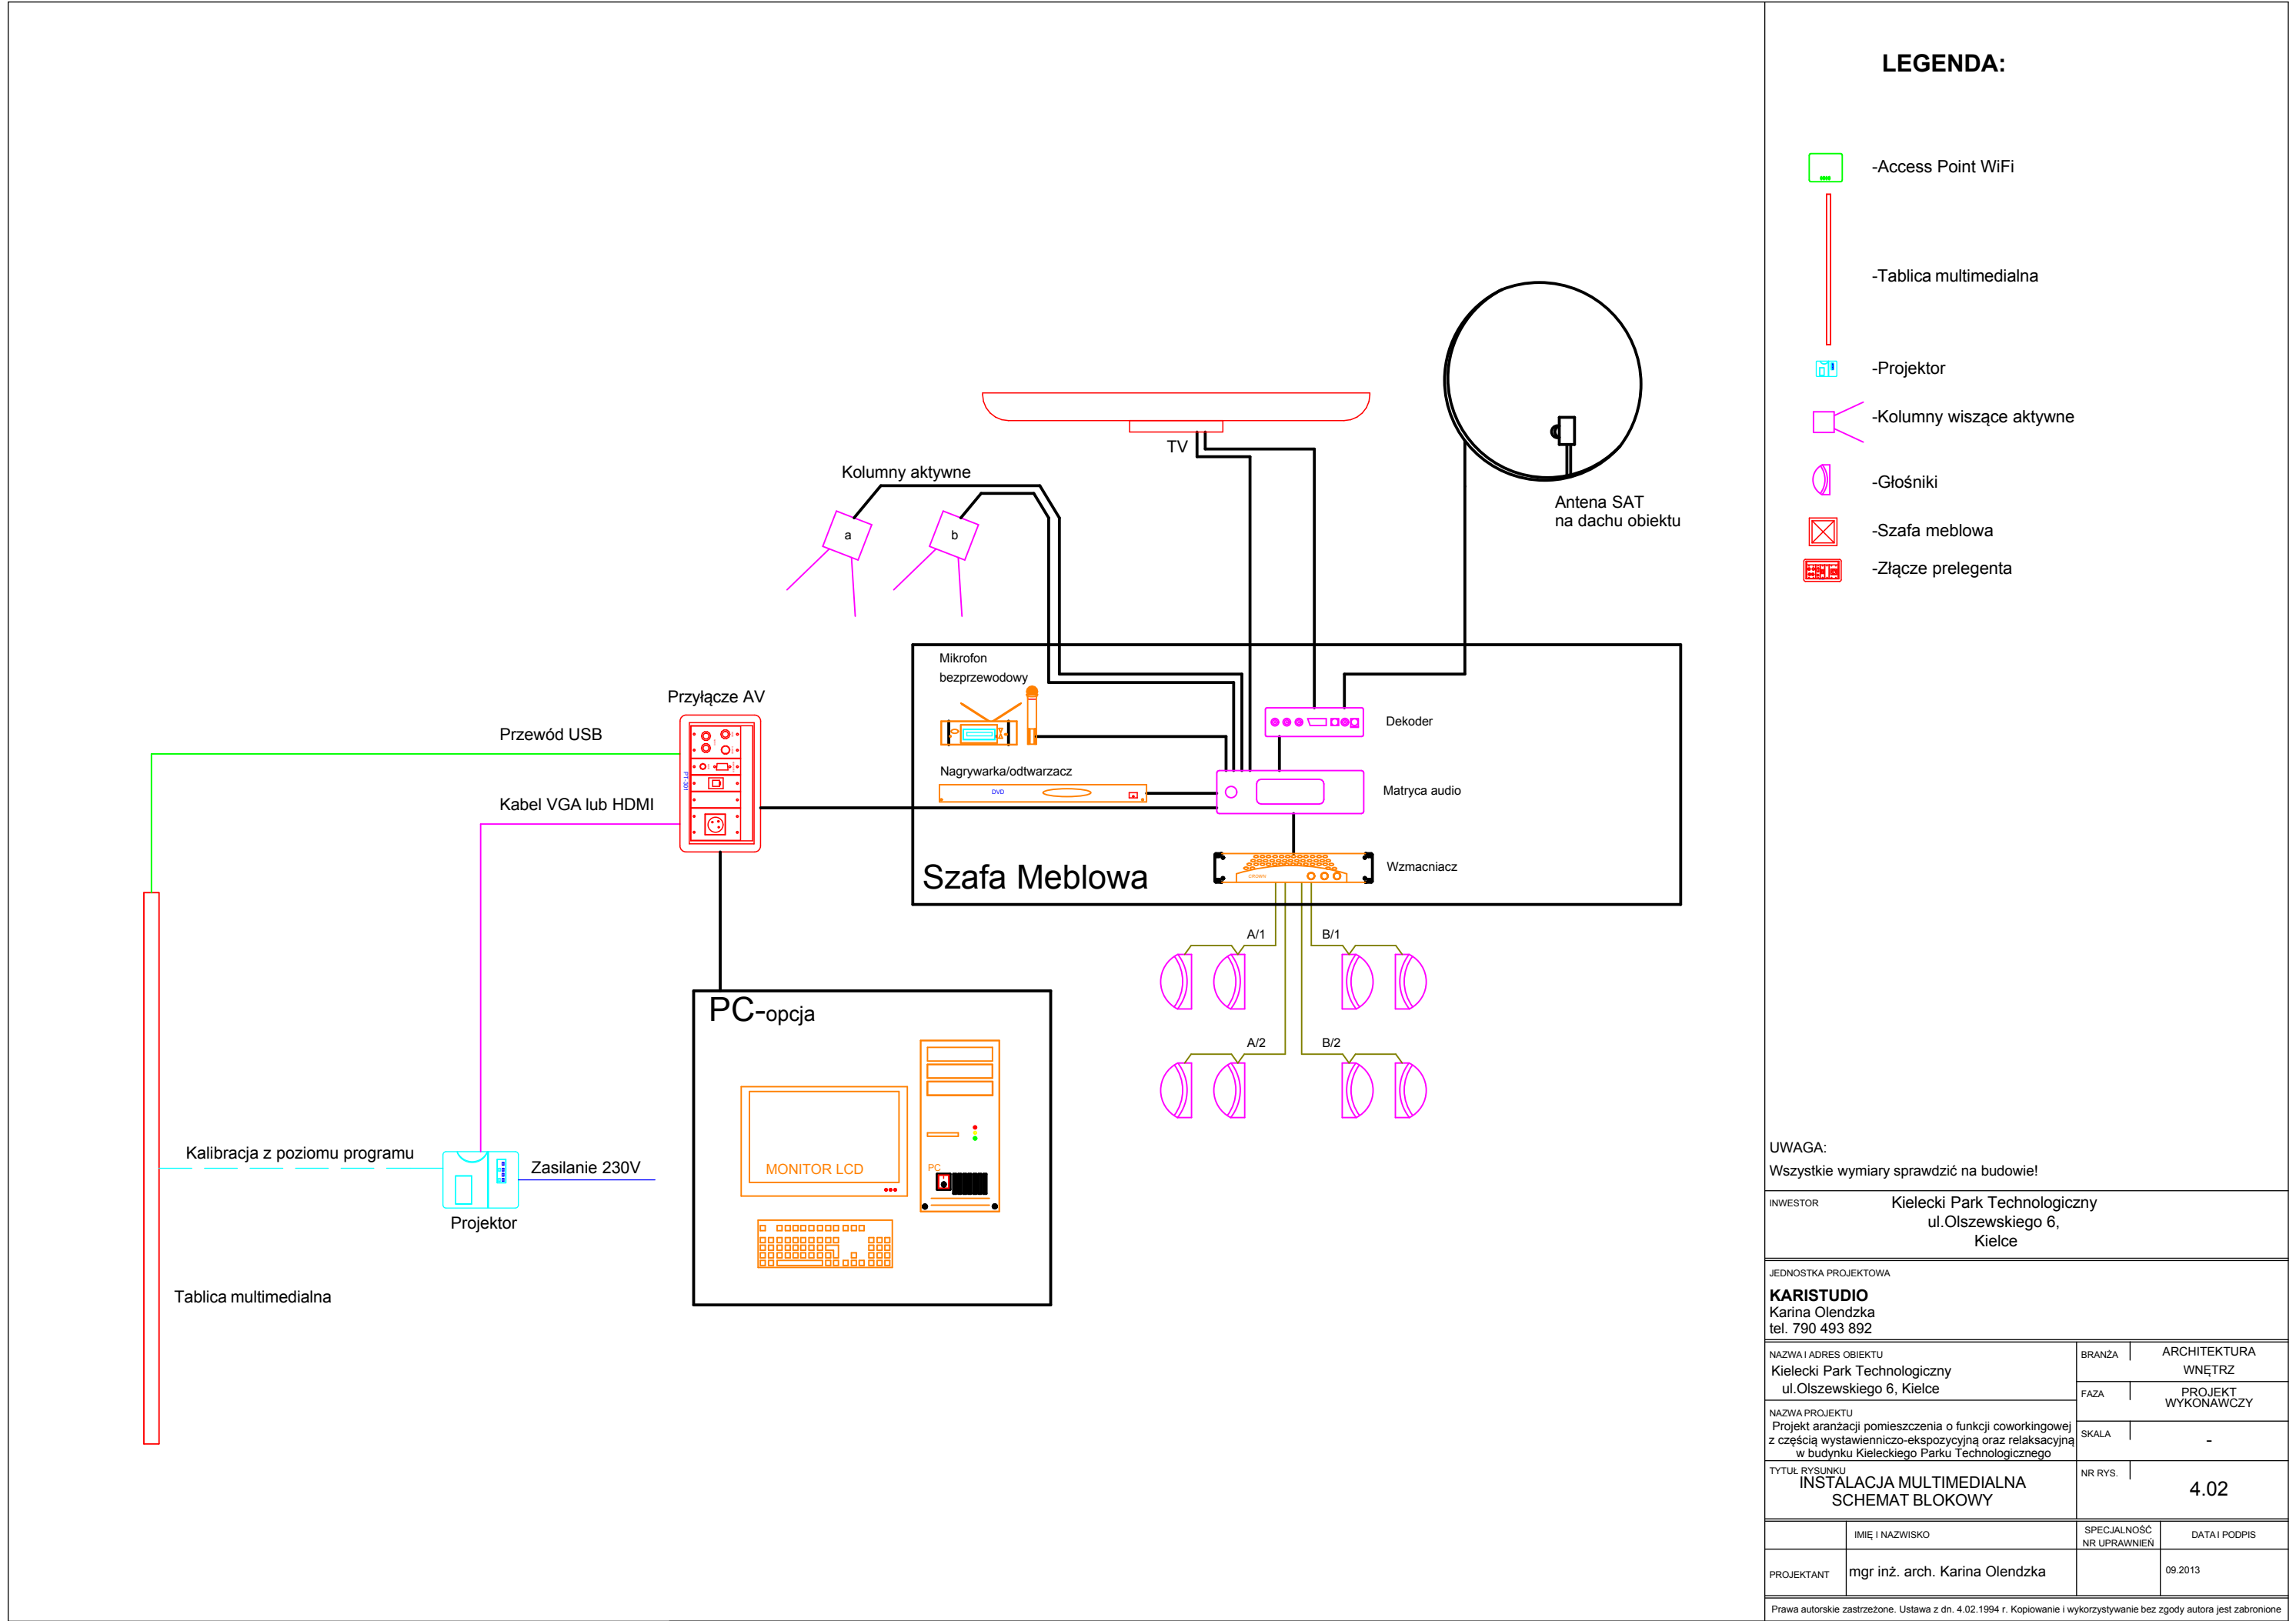 LEGENDA:
-Access Point WiFi
-Tablica multimedialna
-Projektor
-Kolumny wiszące aktywne
-Głośniki
-Szafa meblowa
-Złącze prelegenta
TV
Kolumny aktywne
a
b
Antena SAT
na dachu obiektu
Mikrofon
bezprzewodowy
Przyłącze AV
Przewód USB
Dekoder
Nagrywarka/odtwarzacz
DVD
PT-301
Kabel VGA lub HDMI
Matryca audio
Szafa Meblowa
Wzmacniacz
CROWN
A/1
B/1
A/2
B/2
PC-opcja
MONITOR LCD
PC
Kalibracja z poziomu programu
Zasilanie 230V
Projektor
Tablica multimedialna
UWAGA:
Wszystkie wymiary sprawdzić na budowie!
INWESTOR
Kielecki Park Technologiczny
ul.Olszewskiego 6,
Kielce
JEDNOSTKA PROJEKTOWA
KARISTUDIO
Karina Olendzka
tel. 790 493 892
NAZWA I ADRES OBIEKTU
Kielecki Park Technologiczny
ul.Olszewskiego 6, Kielce
BRANŻA
ARCHITEKTURA
WNĘTRZ
FAZA
PROJEKT
WYKONAWCZY
NAZWA PROJEKTU
Projekt aranżacji pomieszczenia o funkcji coworkingowej
z częścią wystawienniczo-ekspozycyjną oraz relaksacyjną
w budynku Kieleckiego Parku Technologicznego
SKALA
-
TYTUŁ RYSUNKU
INSTALACJA MULTIMEDIALNA
SCHEMAT BLOKOWY
NR RYS.
4.02
IMIĘ I NAZWISKO
SPECJALNOŚĆ
NR UPRAWNIEŃ
DATA I PODPIS
PROJEKTANT
mgr inż. arch. Karina Olendzka
09.2013
Prawa autorskie zastrzeżone. Ustawa z dn. 4.02.1994 r. Kopiowanie i wykorzystywanie bez zgody autora jest zabronione